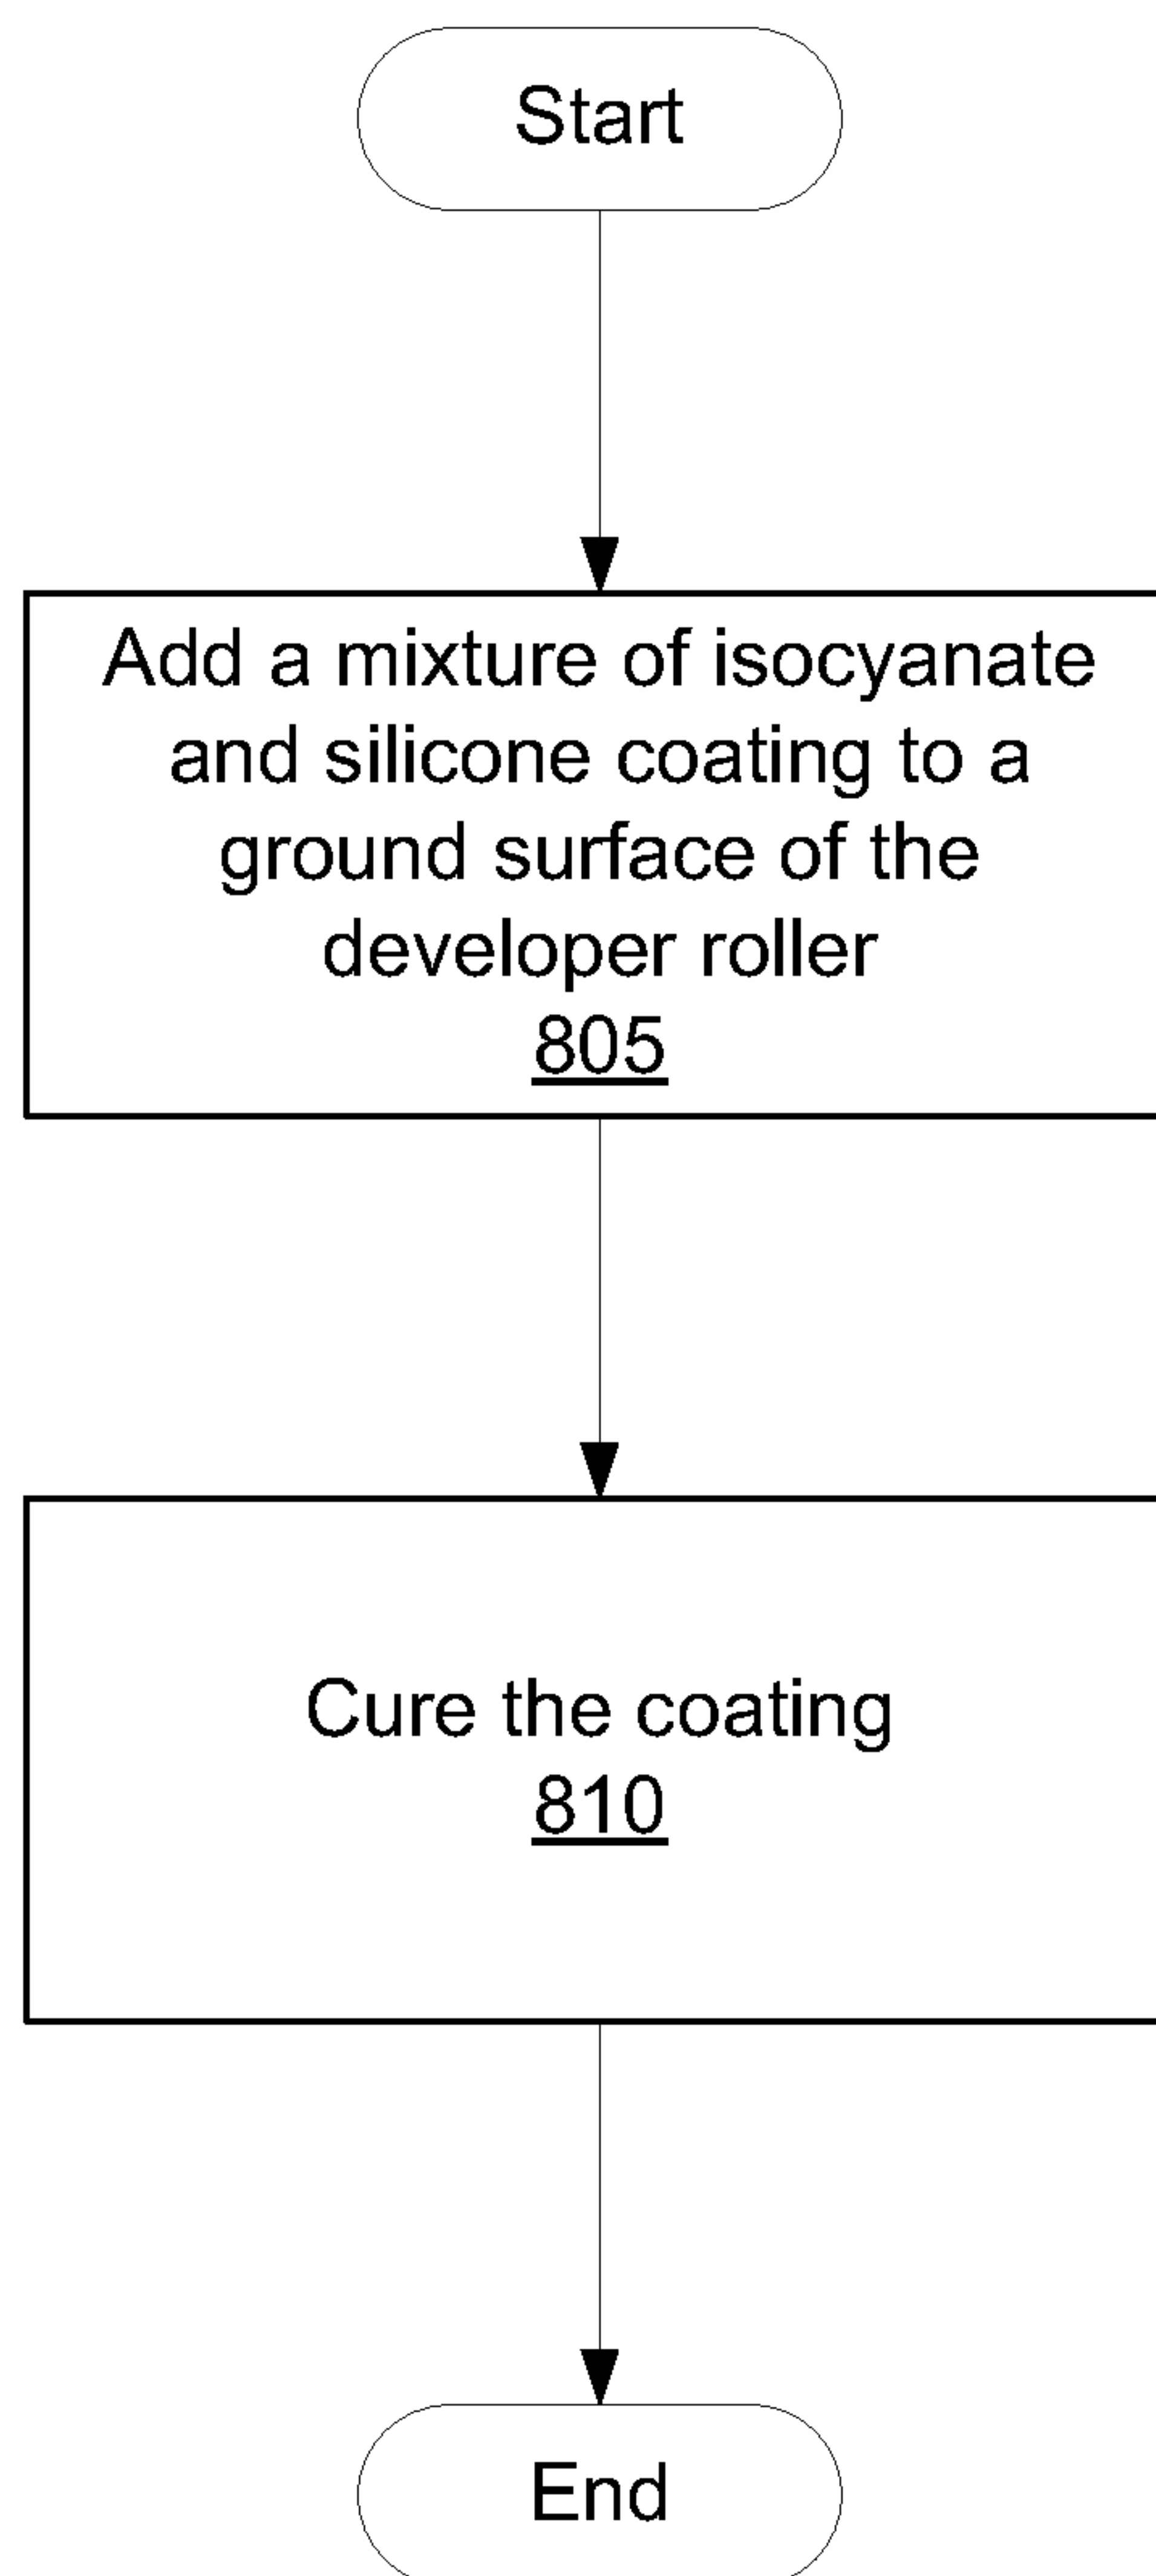 Start
Add a mixture of isocyanate
and silicone coating to a
ground surface of the
developer roller
805
Cure the coating
810
End